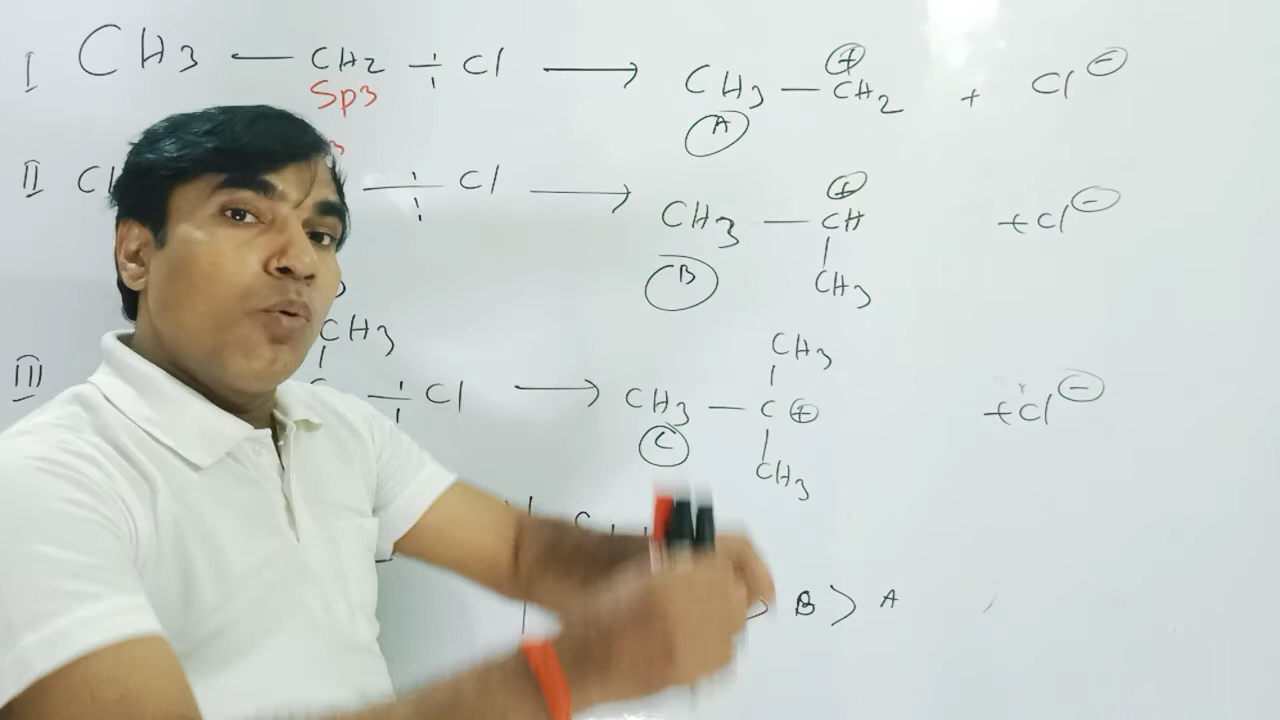 I CH3 — CH2 — Cl → CH3 — CH2 ⊕ + Cl ⊖
Sp3
A
II — Cl → CH3 — CH ⊕ + Cl ⊖
CH3
B
CH3 CH3
III — Cl → CH3 — C ⊕ + Cl ⊖
C
CH3
> B > A